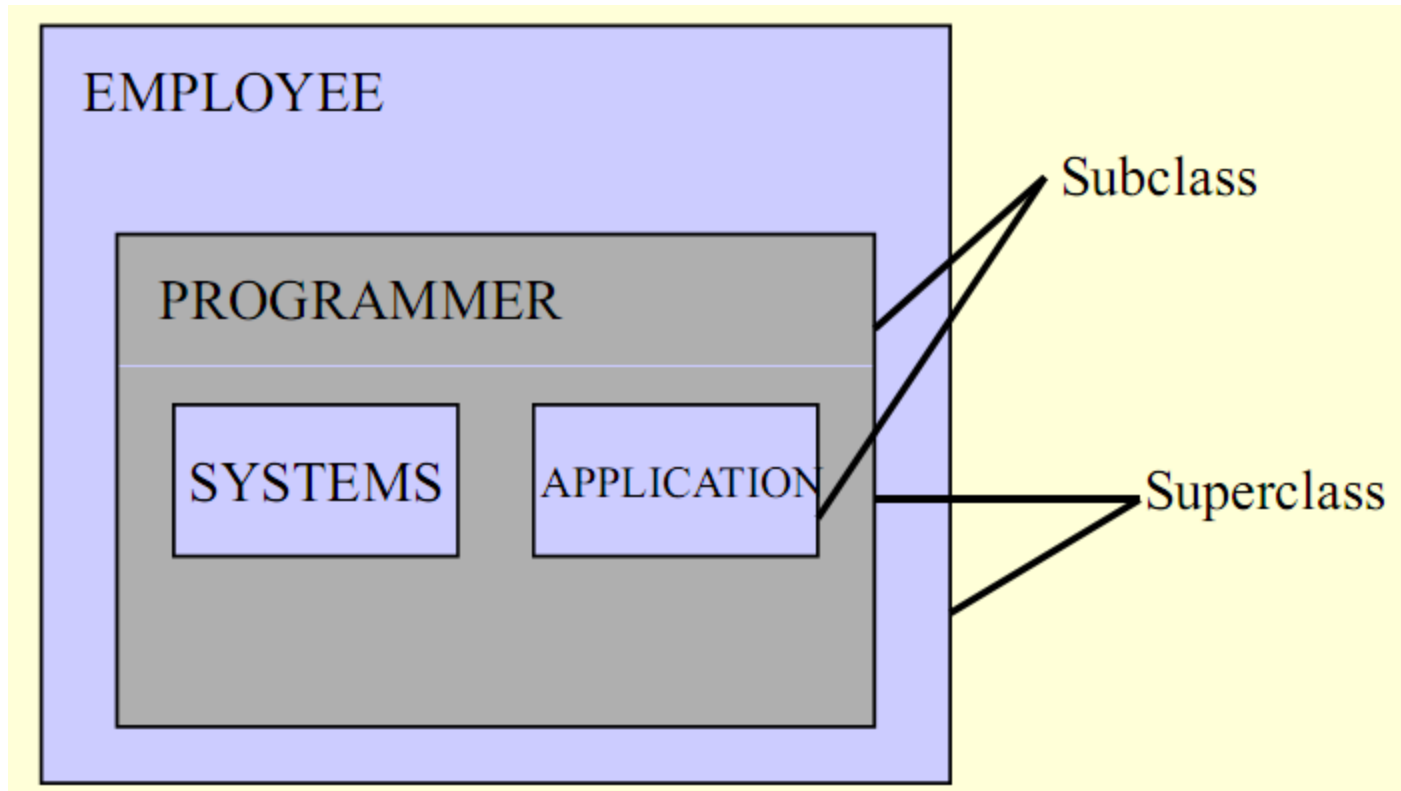 EMPLOYEE
Subclass
PROGRAMMER
SYSTEMS
APPLICATION
Superclass